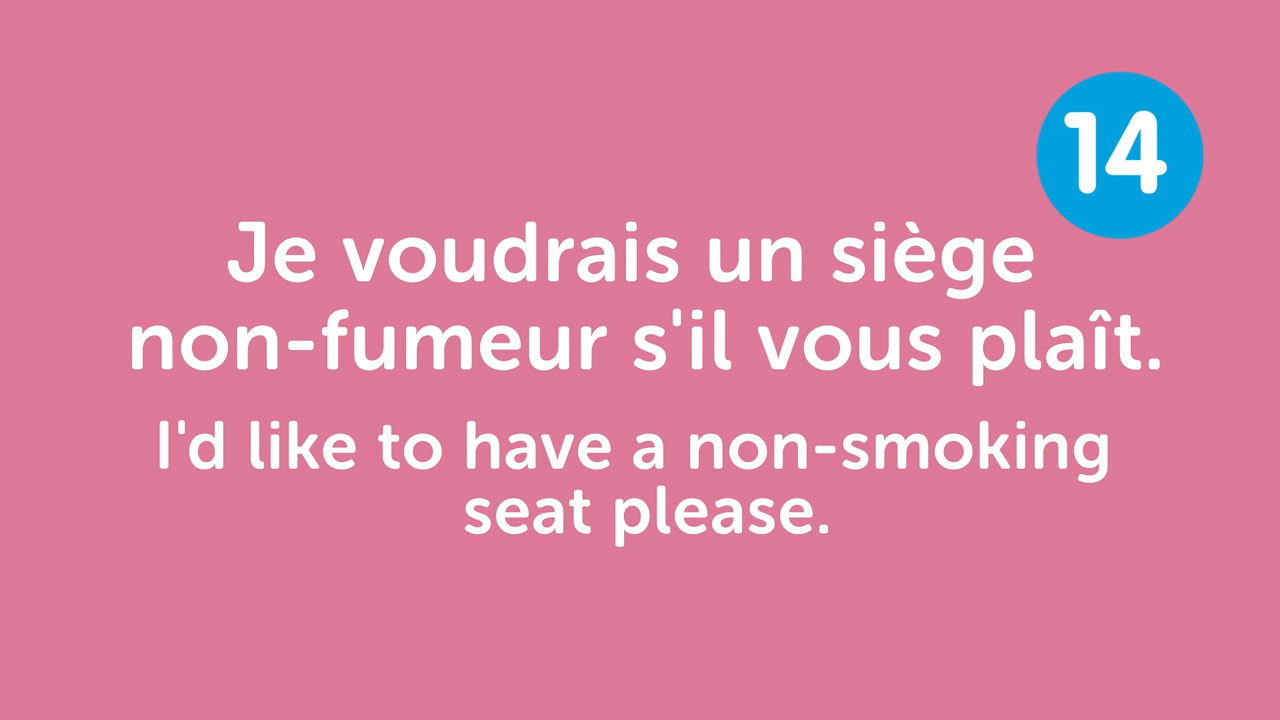 14
Je voudrais un siège
non-fumeur s'il vous plaît.
I'd like to have a non-smoking
seat please.